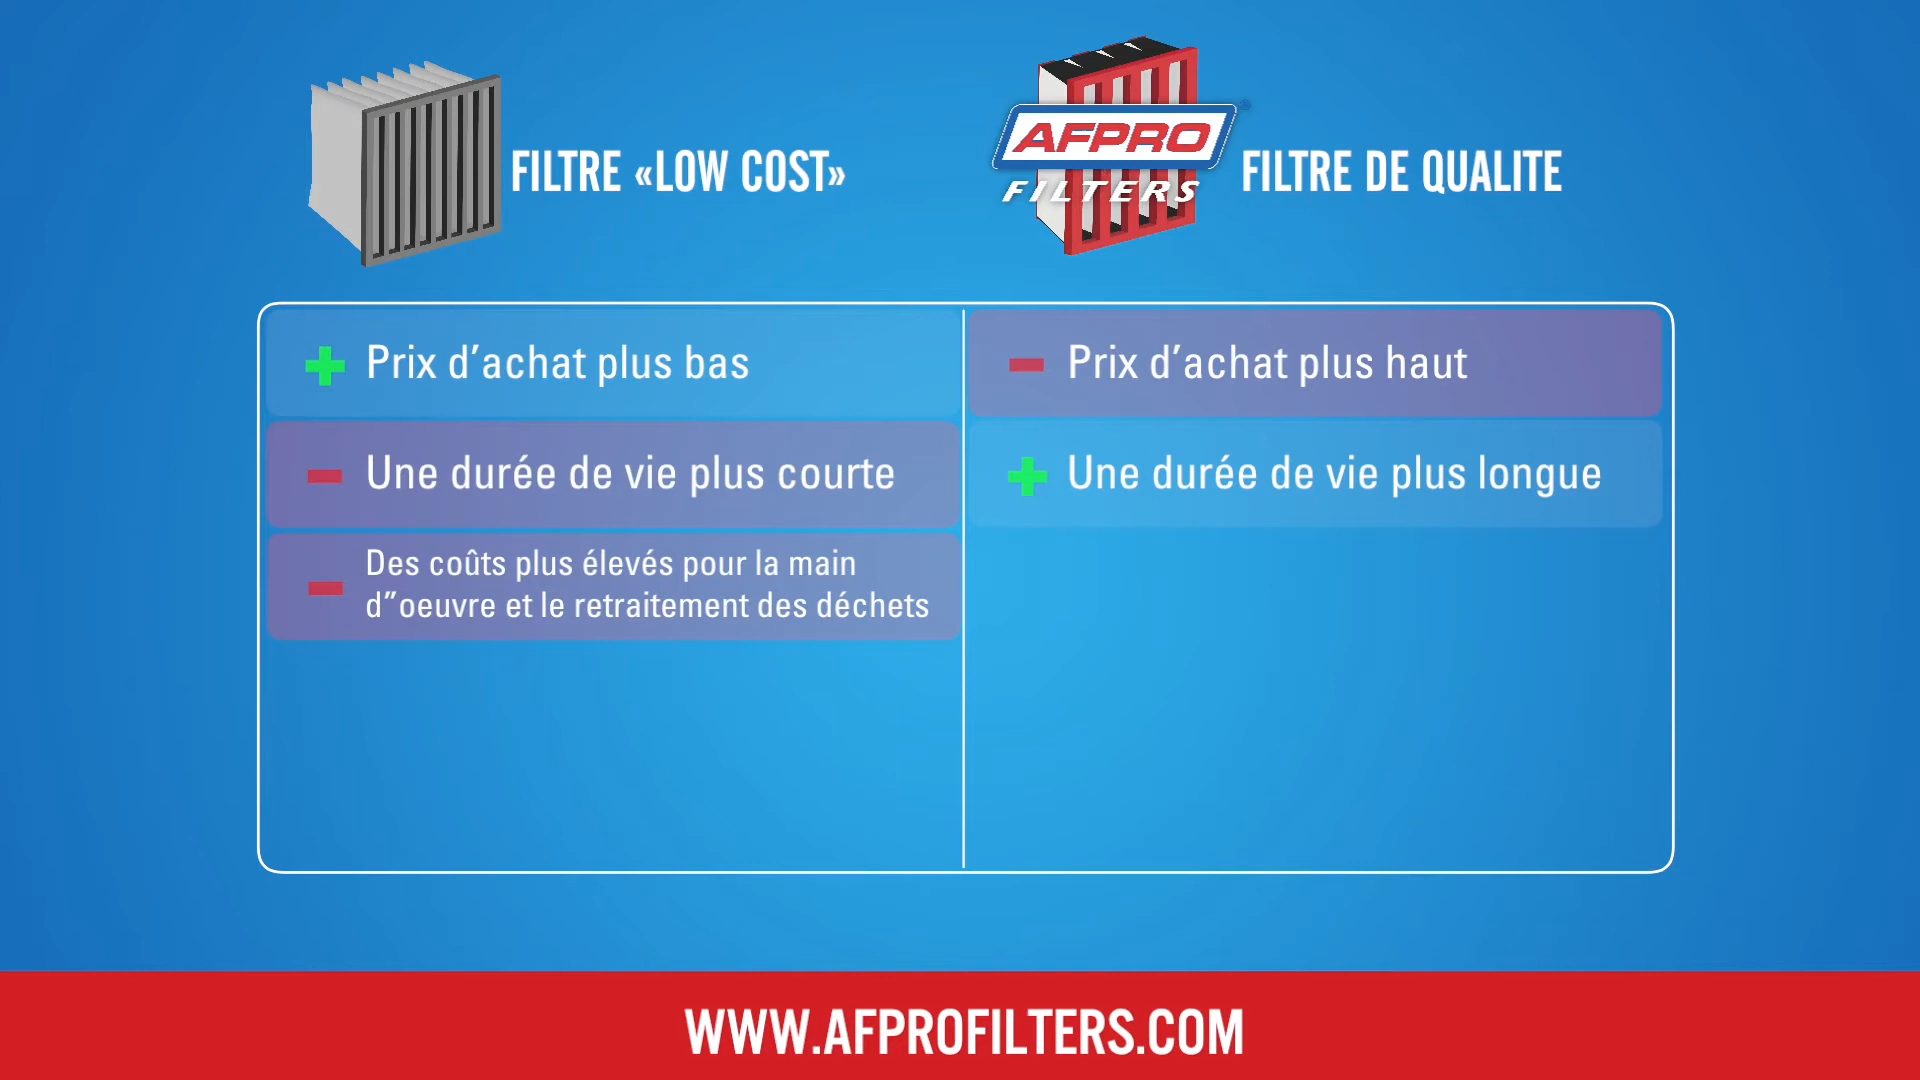 FILTRE «LOW COST»
AFPRO®
FILTERS
FILTRE DE QUALITE
Prix d’achat plus bas
Prix d’achat plus haut
Une durée de vie plus courte
Une durée de vie plus longue
Des coûts plus élevés pour la main
d’’oeuvre et le retraitement des déchets
WWW.AFPROFILTERS.COM